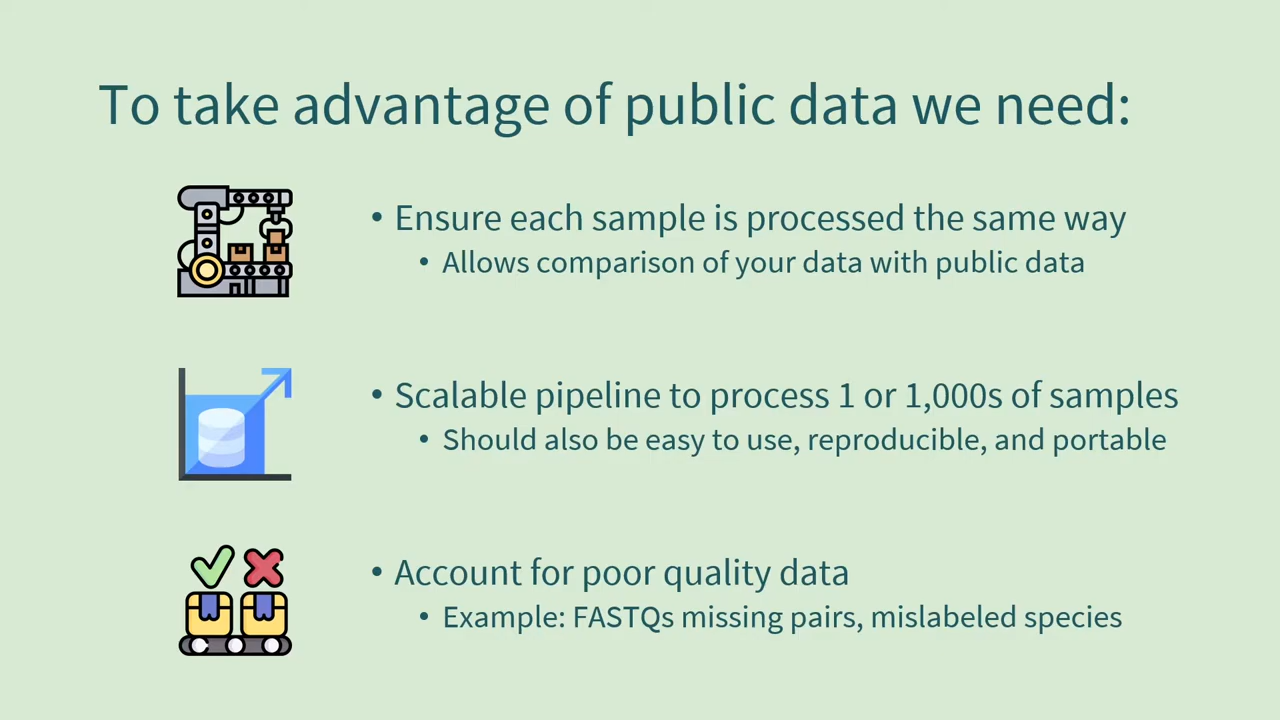 To take advantage of public data we need:
• Ensure each sample is processed the same way
• Allows comparison of your data with public data
• Scalable pipeline to process 1 or 1,000s of samples
• Should also be easy to use, reproducible, and portable
• Account for poor quality data
• Example: FASTQs missing pairs, mislabeled species